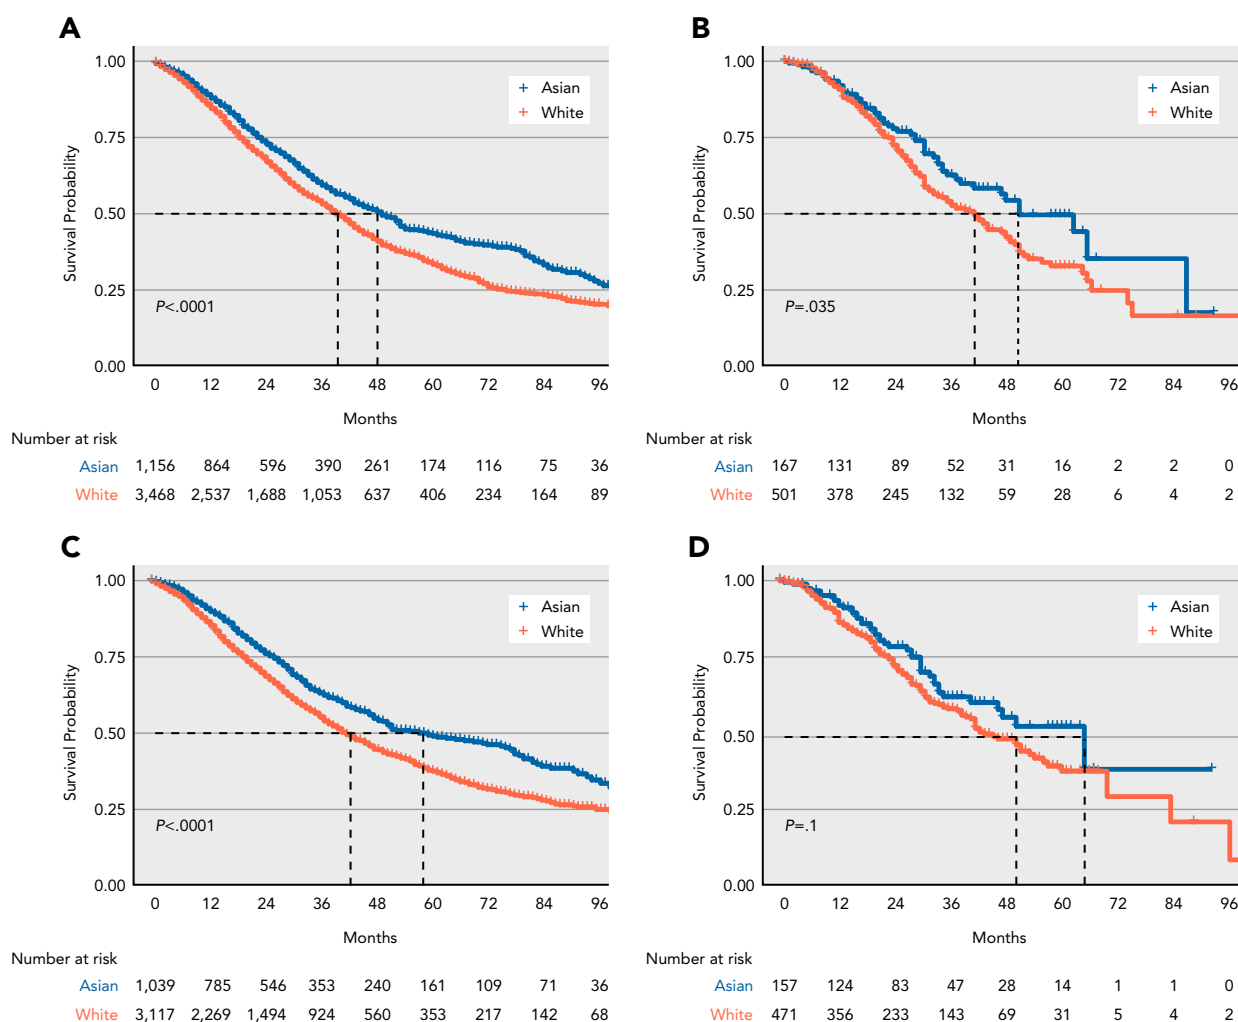 A
Survival Probability
1.00
0.75
0.50
0.25
0.00
Asian
White
P<.0001
0 12 24 36 48 60 72 84 96
Months
Number at risk
Asian 1,156 864 596 390 261 174 116 75 36
White 3,468 2,537 1,688 1,053 637 406 234 164 89
B
Survival Probability
1.00
0.75
0.50
0.25
0.00
Asian
White
P=.035
0 12 24 36 48 60 72 84 96
Months
Number at risk
Asian 167 131 89 52 31 16 2 2 0
White 501 378 245 132 59 28 6 4 2
C
Survival Probability
1.00
0.75
0.50
0.25
0.00
Asian
White
P<.0001
0 12 24 36 48 60 72 84 96
Months
Number at risk
Asian 1,039 785 546 353 240 161 109 71 36
White 3,117 2,269 1,494 924 560 353 217 142 68
D
Survival Probability
1.00
0.75
0.50
0.25
0.00
Asian
White
P=.1
0 12 24 36 48 60 72 84 96
Months
Number at risk
Asian 157 124 83 47 28 14 1 1 0
White 471 356 233 143 69 31 5 4 2